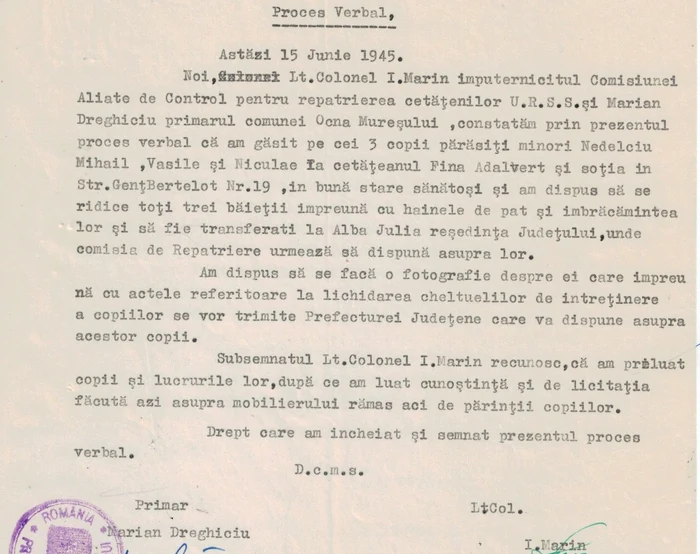 Proces Verbal,
Astăzi 15 Junie 1945.
Noi, Lt.Colonel I.Marin imputernicitul Comisiunei
Aliate de Control pentru repatrierea cetăţenilor U.R.S.S.şi Marian
Dreghiciu primarul comunei Ocna Mureşului ,constatăm prin prezentul
proces verbal că am găsit pe cei 3 copii părăsiţi minori Nedelciu
Mihail ,Vasile şi Niculae la cetăţeanul Fina Adalvert şi soţia in
Str.GenţBertelot Nr.19 ,in bună stare sănătoşi şi am dispus să se
ridice toţi trei băieţii impreună cu hainele de pat şi imbrăcămintea
lor şi să fie transferati la Alba Julia reşedinţa Judeţului,unde
comisia de Repatriere urmează să dispună asupra lor.
Am dispus să se facă o fotografie despre ei care impreu
nă cu actele referitoare la lichidarea cheltuelilor de intreţinere
a copiilor se vor trimite Prefecturei Judeţene care va dispune asupra
acestor copii.
Subsemnatul Lt.Colonel I.Marin recunosc,că am preluat
copii şi lucrurile lor,după ce am luat cunoştinţă şi de licitaţia
făcută azi asupra mobilierului rămas aci de părinţii copiilor.
Drept care am incheiat şi semnat prezentul proces
verbal.
D.c.m.s.
Primar
LtCol.
ROMÂNIA
Marian Dreghiciu
I.Marin